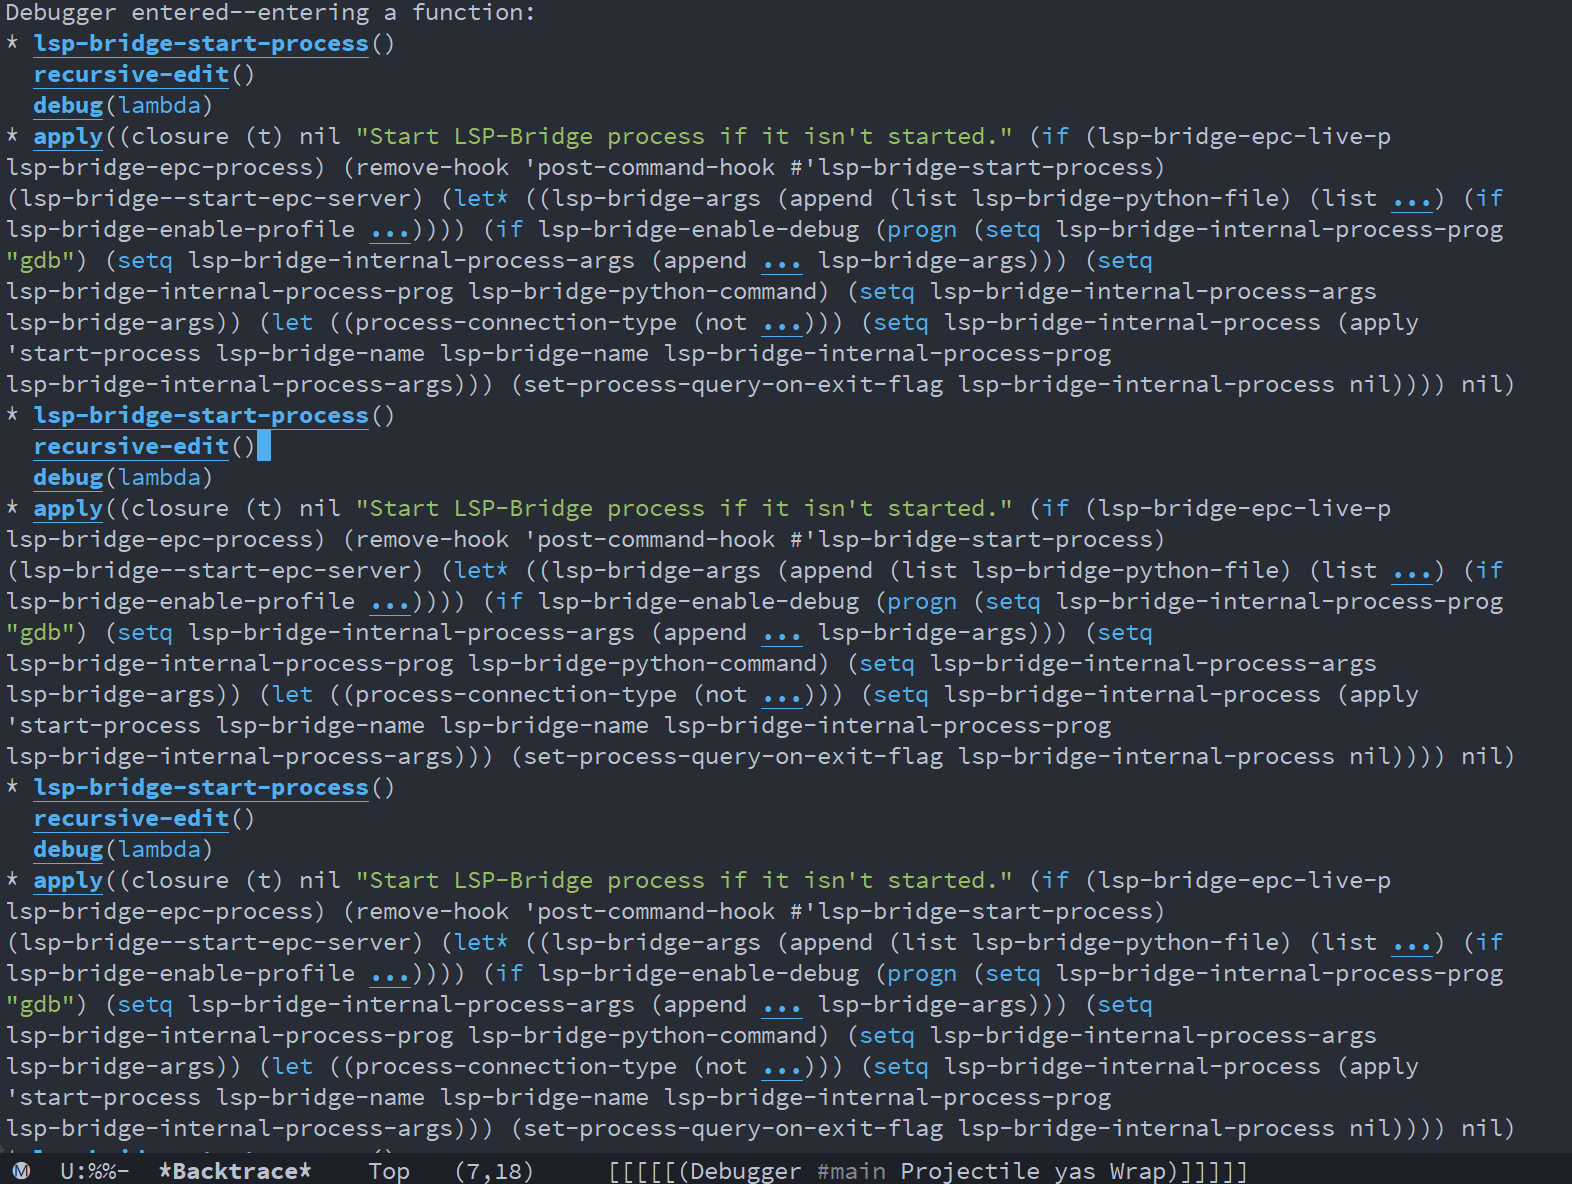 Debugger entered--entering a function:
* lsp-bridge-start-process()
  recursive-edit()
  debug(lambda)
* apply((closure (t) nil "Start LSP-Bridge process if it isn't started." (if (lsp-bridge-epc-live-p
lsp-bridge-epc-process) (remove-hook 'post-command-hook #'lsp-bridge-start-process)
(lsp-bridge--start-epc-server) (let* ((lsp-bridge-args (append (list lsp-bridge-python-file) (list ...) (if
lsp-bridge-enable-profile ...)))) (if lsp-bridge-enable-debug (progn (setq lsp-bridge-internal-process-prog
"gdb") (setq lsp-bridge-internal-process-args (append ... lsp-bridge-args))) (setq
lsp-bridge-internal-process-prog lsp-bridge-python-command) (setq lsp-bridge-internal-process-args
lsp-bridge-args)) (let ((process-connection-type (not ...))) (setq lsp-bridge-internal-process (apply
'start-process lsp-bridge-name lsp-bridge-name lsp-bridge-internal-process-prog
lsp-bridge-internal-process-args))) (set-process-query-on-exit-flag lsp-bridge-internal-process nil)))) nil)
* lsp-bridge-start-process()
  recursive-edit()
  debug(lambda)
* apply((closure (t) nil "Start LSP-Bridge process if it isn't started." (if (lsp-bridge-epc-live-p
lsp-bridge-epc-process) (remove-hook 'post-command-hook #'lsp-bridge-start-process)
(lsp-bridge--start-epc-server) (let* ((lsp-bridge-args (append (list lsp-bridge-python-file) (list ...) (if
lsp-bridge-enable-profile ...)))) (if lsp-bridge-enable-debug (progn (setq lsp-bridge-internal-process-prog
"gdb") (setq lsp-bridge-internal-process-args (append ... lsp-bridge-args))) (setq
lsp-bridge-internal-process-prog lsp-bridge-python-command) (setq lsp-bridge-internal-process-args
lsp-bridge-args)) (let ((process-connection-type (not ...))) (setq lsp-bridge-internal-process (apply
'start-process lsp-bridge-name lsp-bridge-name lsp-bridge-internal-process-prog
lsp-bridge-internal-process-args))) (set-process-query-on-exit-flag lsp-bridge-internal-process nil)))) nil)
* lsp-bridge-start-process()
  recursive-edit()
  debug(lambda)
* apply((closure (t) nil "Start LSP-Bridge process if it isn't started." (if (lsp-bridge-epc-live-p
lsp-bridge-epc-process) (remove-hook 'post-command-hook #'lsp-bridge-start-process)
(lsp-bridge--start-epc-server) (let* ((lsp-bridge-args (append (list lsp-bridge-python-file) (list ...) (if
lsp-bridge-enable-profile ...)))) (if lsp-bridge-enable-debug (progn (setq lsp-bridge-internal-process-prog
"gdb") (setq lsp-bridge-internal-process-args (append ... lsp-bridge-args))) (setq
lsp-bridge-internal-process-prog lsp-bridge-python-command) (setq lsp-bridge-internal-process-args
lsp-bridge-args)) (let ((process-connection-type (not ...))) (setq lsp-bridge-internal-process (apply
'start-process lsp-bridge-name lsp-bridge-name lsp-bridge-internal-process-prog
lsp-bridge-internal-process-args))) (set-process-query-on-exit-flag lsp-bridge-internal-process nil)))) nil)
Ⓜ U:%%- *Backtrace* Top (7,18) [[[[[(Debugger #main Projectile yas Wrap)]]]]]